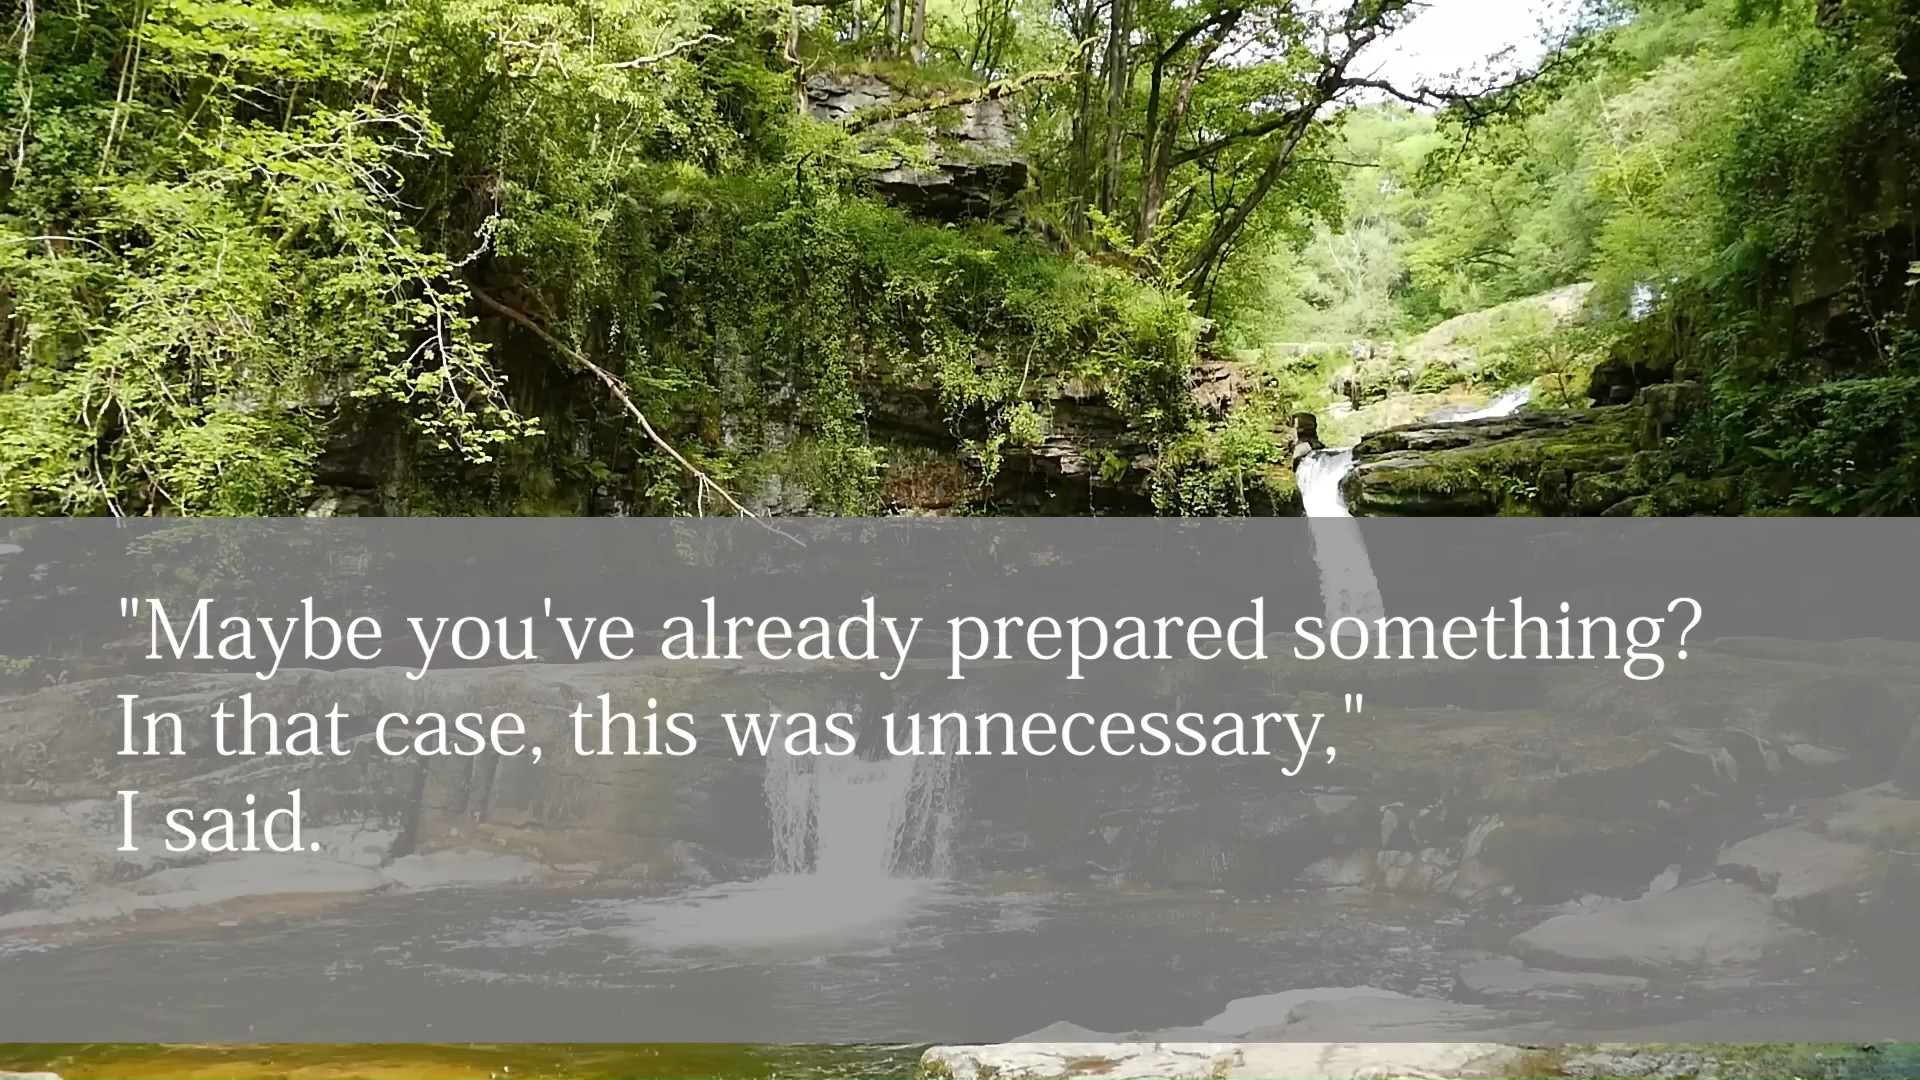 "Maybe you've already prepared something?
In that case, this was unnecessary,"
I said.